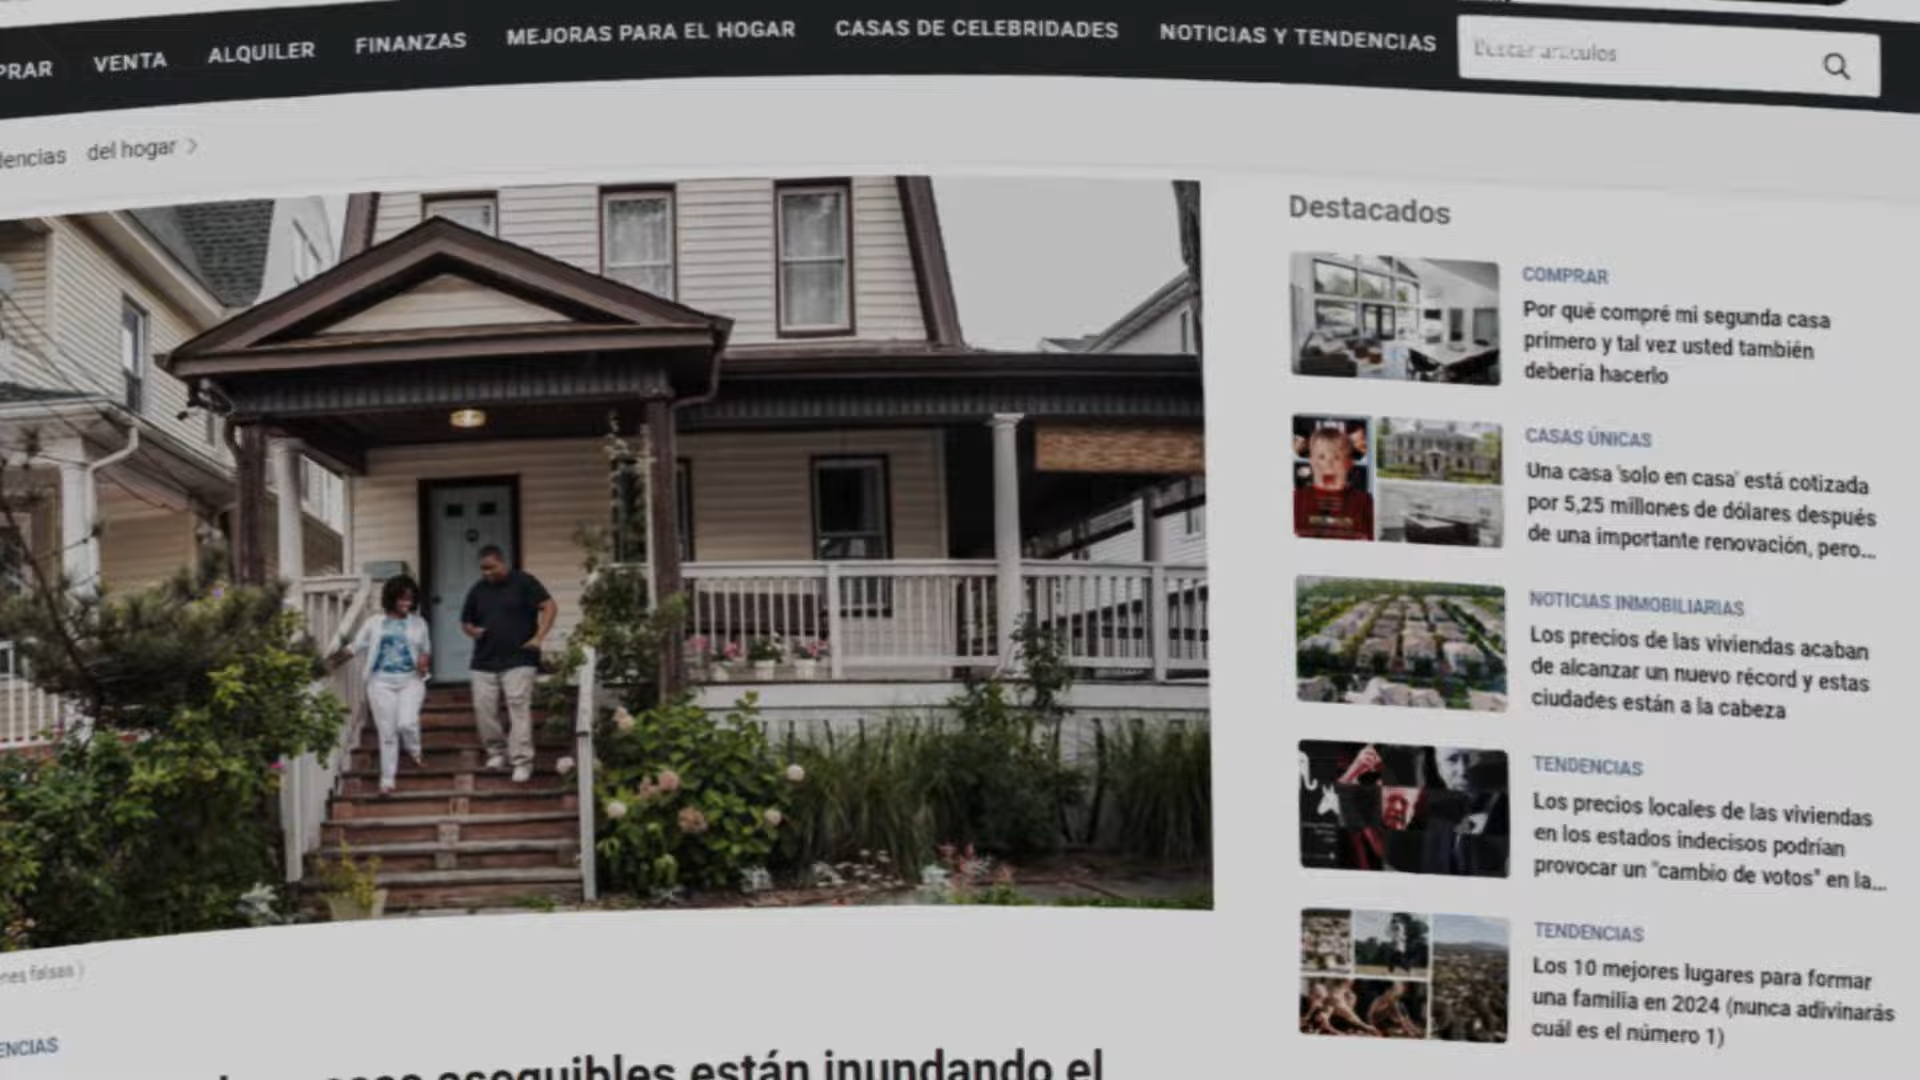 VENTA
ALQUILER
FINANZAS
MEJORAS PARA EL HOGAR
CASAS DE CELEBRIDADES
NOTICIAS Y TENDENCIAS
del hogar
Destacados
COMPRAR
Por qué compré mi segunda casa
primero y tal vez usted también
debería hacerlo
CASAS ÚNICAS
Una casa 'solo en casa' está cotizada
por 5,25 millones de dólares después
de una importante renovación, pero...
NOTICIAS INMOBILIARIAS
Los precios de las viviendas acaban
de alcanzar un nuevo récord y estas
ciudades están a la cabeza
TENDENCIAS
Los precios locales de las viviendas
en los estados indecisos podrían
provocar un "cambio de votos" en la...
TENDENCIAS
Los 10 mejores lugares para formar
una familia en 2024 (nunca adivinarás
cuál es el número 1)
falsas )
asequibles están inundando el